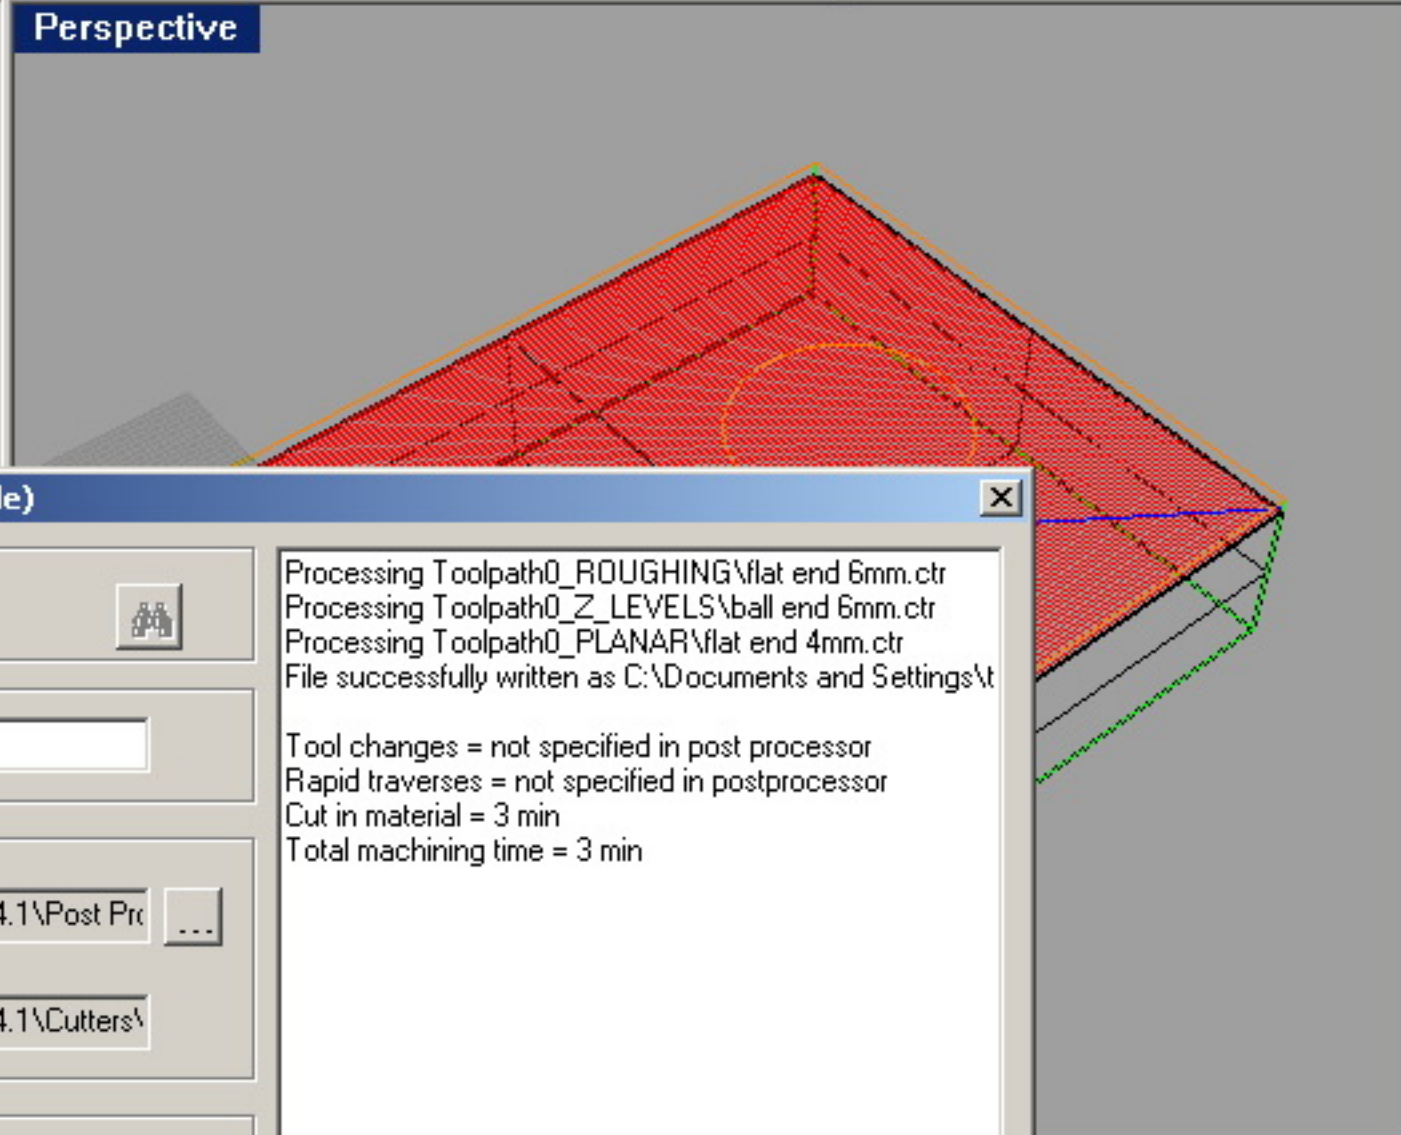 Perspective
le)
Processing Toolpath0_ROUGHING\flat end 6mm.ctr
Processing Toolpath0_Z_LEVELS\ball end 6mm.ctr
Processing Toolpath0_PLANAR\flat end 4mm.ctr
File successfully written as C:\Documents and Settings\t
Tool changes = not specified in post processor
Rapid traverses = not specified in postprocessor
Cut in material = 3 min
Total machining time = 3 min
4.1\Post Pro
...
4.1\Cutters\